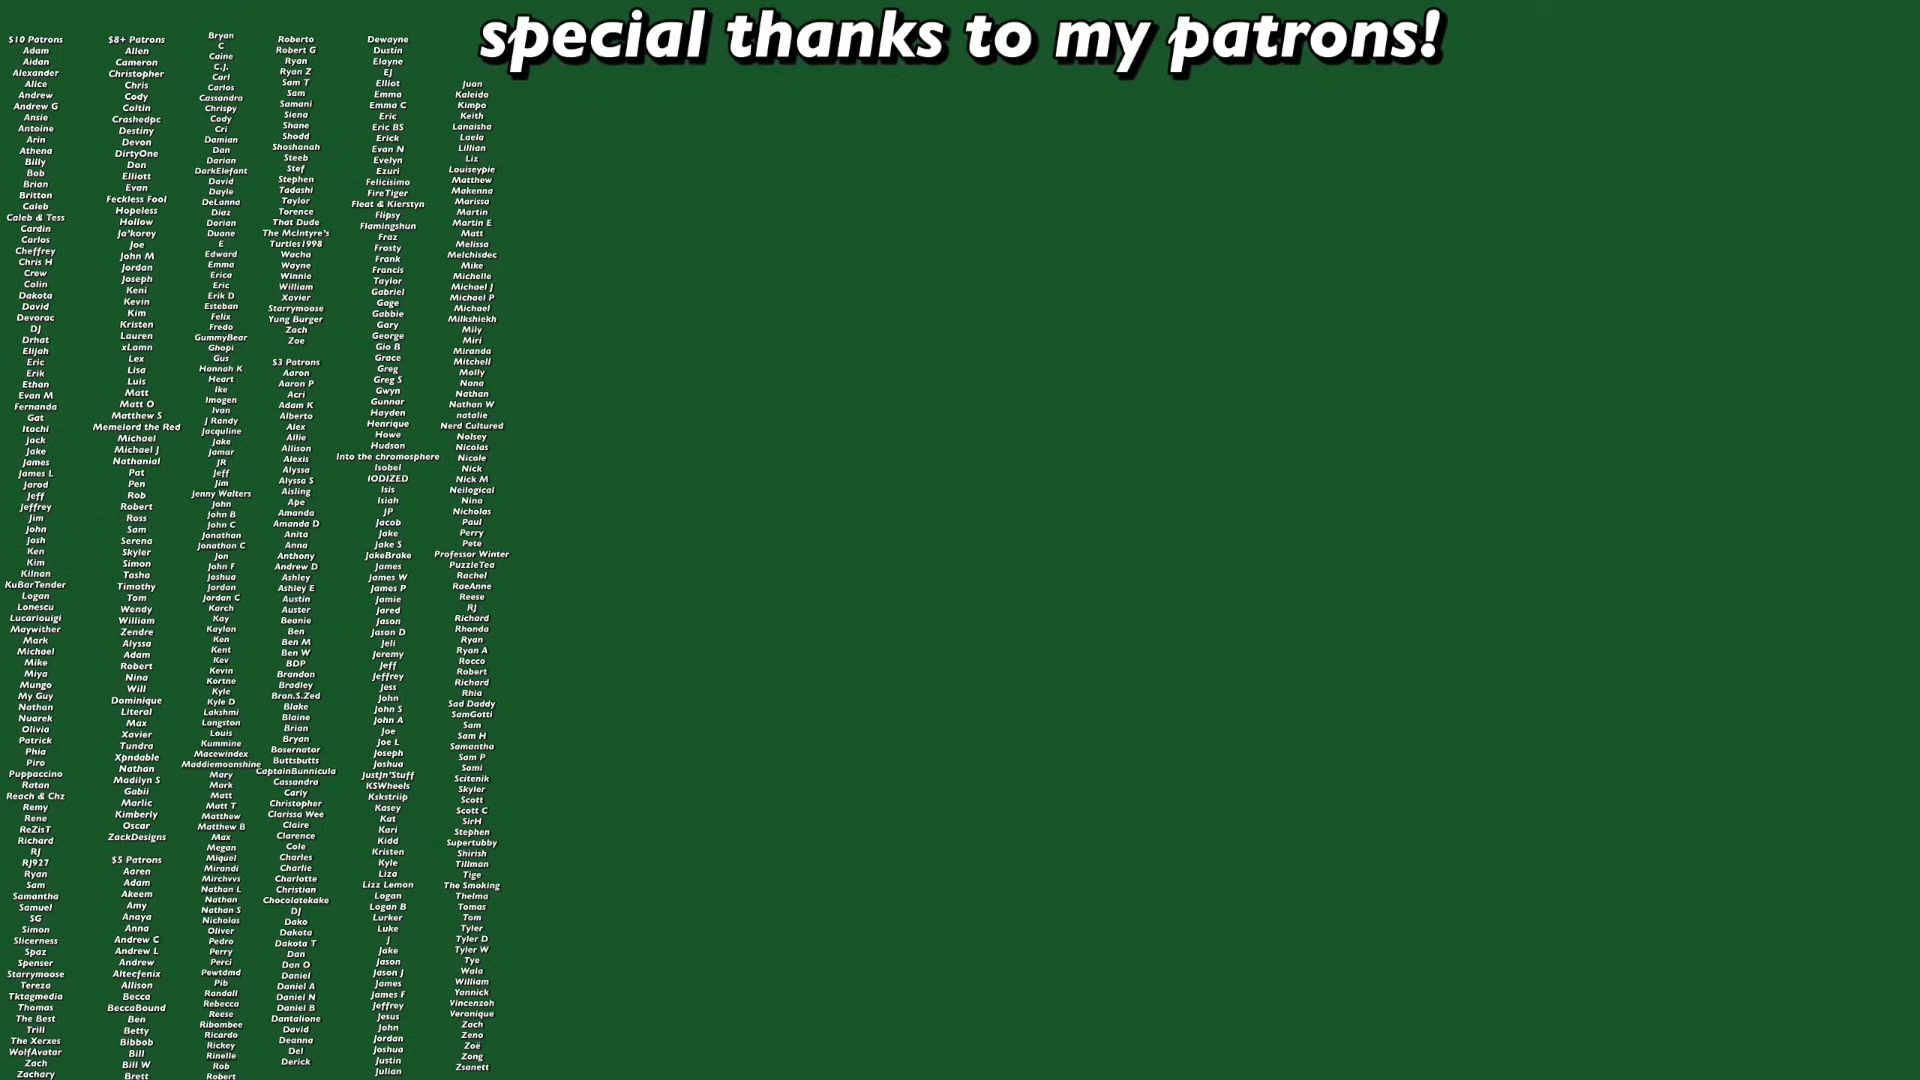 special thanks to my patrons!
$10 Patrons
Adam
Aidan
Alexander
Alice
Andrew
Andrew G
Ansie
Antoine
Arin
Athena
Billy
Bob
Brian
Britton
Caleb
Caleb & Tess
Cardin
Carlos
Cheffrey
Chris H
Crew
Colin
Dakota
David
Devorac
DJ
Drhat
Elijah
Eric
Erik
Ethan
Evan M
Fernanda
Gat
Itachi
Jack
Jake
James
James L
Jarod
Jeff
Jeffrey
Jim
John
Josh
Ken
Kim
Kilnan
KuBarTender
Logan
Lonescu
Lucariouigi
Maywither
Mark
Michael
Mike
Miya
Mungo
My Guy
Nathan
Nuarek
Olivia
Patrick
Phia
Piro
Puppaccino
Ratan
Reach & Chz
Remy
Rene
ReZisT
Richard
RJ
RJ927
Ryan
Sam
Samantha
Samuel
SG
Simon
Slicerness
Spaz
Spenser
Starrymoose
Tereza
Tktagmedia
Thomas
The Best
Trill
The Xerxes
WolfAvatar
Zach
Zachary
$8+ Patrons
Allen
Cameron
Christopher
Chris
Cody
Coltin
Crashedpc
Destiny
Devon
DirtyOne
Don
Elliott
Evan
Feckless Fool
Hopeless
Hollow
Ja'korey
Joe
John M
Jordan
Joseph
Keni
Kevin
Kim
Kristen
Lauren
xLamn
Lex
Lisa
Luis
Matt
Matt O
Matthew S
Memelord the Red
Michael
Michael J
Nathanial
Pat
Pen
Rob
Robert
Ross
Sam
Serena
Skyler
Simon
Tasha
Timothy
Tom
Wendy
William
Zendre
Alyssa
Adam
Robert
Nina
Will
Dominique
Literal
Max
Xavier
Tundra
Xpndable
Nathan
Madilyn S
Gabii
Marlic
Kimberly
Oscar
ZackDesigns
$5 Patrons
Aaren
Adam
Akeem
Amy
Anaya
Anna
Andrew C
Andrew L
Andrew
Altecfenix
Allison
Becca
BeccaBound
Ben
Betty
Bibbob
Bill
Bill W
Brett
Bryan
C
Caine
C.J.
Carl
Carlos
Cassandra
Chrispy
Cody
Cri
Damian
Dan
Darian
DarkElefant
David
Dayle
DeLanna
Diaz
Dorian
Duane
E
Edward
Emma
Erica
Eric
Erik D
Esteban
Felix
Fredo
GummyBear
Ghopi
Gus
Hannah K
Heart
Ike
Imogen
Ivan
J Randy
Jacquline
Jake
Jamar
JR
Jeff
Jim
Jenny Walters
John
John B
John C
Jonathan
Jonathan C
Jon
John F
Joshua
Jordan
Jordan C
Karch
Kay
Kaylan
Ken
Kent
Kev
Kevin
Kortne
Kyle
Kyle D
Lakshmi
Langston
Louis
Kummine
Macewindex
Maddiemoonshine
Mary
Mark
Matt
Matt T
Matthew
Matthew B
Max
Megan
Miquel
Mirandi
Mirchvvs
Nathan L
Nathan
Nathan S
Nicholas
Oliver
Pedro
Perry
Perci
Pewtdmd
Pib
Randall
Rebecca
Reese
Ribombee
Ricardo
Rickey
Rinelle
Rob
Robert
Roberto
Robert G
Ryan
Ryan Z
Sam T
Sam
Samani
Siena
Shane
Shodd
Shoshanah
Steeb
Stef
Stephen
Tadashi
Taylor
Torence
That Dude
The McIntyre's
Turtles1998
Wacha
Wayne
Winnie
William
Xavier
Starrymoose
Yung Burger
Zach
Zoe
$3 Patrons
Aaron
Aaron P
Acri
Adam K
Alberto
Alex
Allie
Allison
Alexis
Alyssa
Alyssa S
Aisling
Ape
Amanda
Amanda D
Anita
Anna
Anthony
Andrew D
Ashley
Ashley E
Austin
Auster
Beanie
Ben
Ben M
Ben W
BDP
Brandon
Bradley
Bran.S.Zed
Blake
Blaine
Brian
Bryan
Bosernator
Buttsbutts
CaptainBunnicula
Cassandra
Carly
Christopher
Clarissa Wee
Claire
Clarence
Cole
Charles
Charlie
Charlotte
Christian
Chocolatekake
DJ
Dako
Dakota
Dakota T
Dan
Dan O
Daniel
Daniel A
Daniel N
Daniel B
Dantalione
David
Deanna
Del
Derick
Dewayne
Dustin
Elayne
EJ
Elliot
Emma
Emma C
Eric
Eric BS
Erick
Evan N
Evelyn
Ezuri
Felicisimo
FireTiger
Fleat & Kierstyn
Flipsy
Flamingshun
Fraz
Frosty
Frank
Francis
Taylor
Gabriel
Gage
Gabbie
Gary
George
Gio B
Grace
Greg
Greg S
Gwyn
Gunnar
Hayden
Henrique
Howe
Hudson
Into the chromosphere
Isobel
IODIZED
Isis
Isiah
JP
Jacob
Jake
Jake S
JakeBrake
James
James W
James P
Jamie
Jared
Jason
Jason D
Jeli
Jeremy
Jeff
Jeffrey
Jess
John
John S
John A
Joe
Joe L
Joseph
Joshua
JustJn'Stuff
KSWheels
Kskstriip
Kasey
Kat
Kari
Kidd
Kristen
Kyle
Liza
Lizz Lemon
Logan
Logan B
Lurker
Luke
J
Jake
Jason
Jason J
James
James F
Jeffrey
Jesus
John
Jordan
Joshua
Justin
Julian
Juan
Kaleido
Kimpo
Keith
Lanaisha
Laela
Lillian
Liz
Louiseypie
Matthew
Makenna
Marissa
Martin
Martin E
Matt
Melissa
Melchisdec
Mike
Michelle
Michael J
Michael P
Michael
Milkshiekh
Mily
Miri
Miranda
Mitchell
Molly
Nana
Nathan
Nathan W
natalie
Nerd Cultured
Nolsey
Nicolas
Nicole
Nick
Nick M
Neilogical
Nina
Nicholas
Paul
Perry
Pete
Professor Winter
PuzzleTea
Rachel
RaeAnne
Reese
RJ
Richard
Rhonda
Ryan
Ryan A
Rocco
Robert
Richard
Rhia
Sad Daddy
SamGotti
Sam
Sam H
Samantha
Sam P
Sami
Scitenik
Skyler
Scott
Scott C
SirH
Stephen
Supertubby
Shirish
Tillman
Tige
The Smoking
Thelma
Tomas
Tom
Tyler
Tyler D
Tyler W
Tye
Wala
William
Yannick
Vincenzoh
Veronique
Zach
Zeno
Zoë
Zong
Zsanett